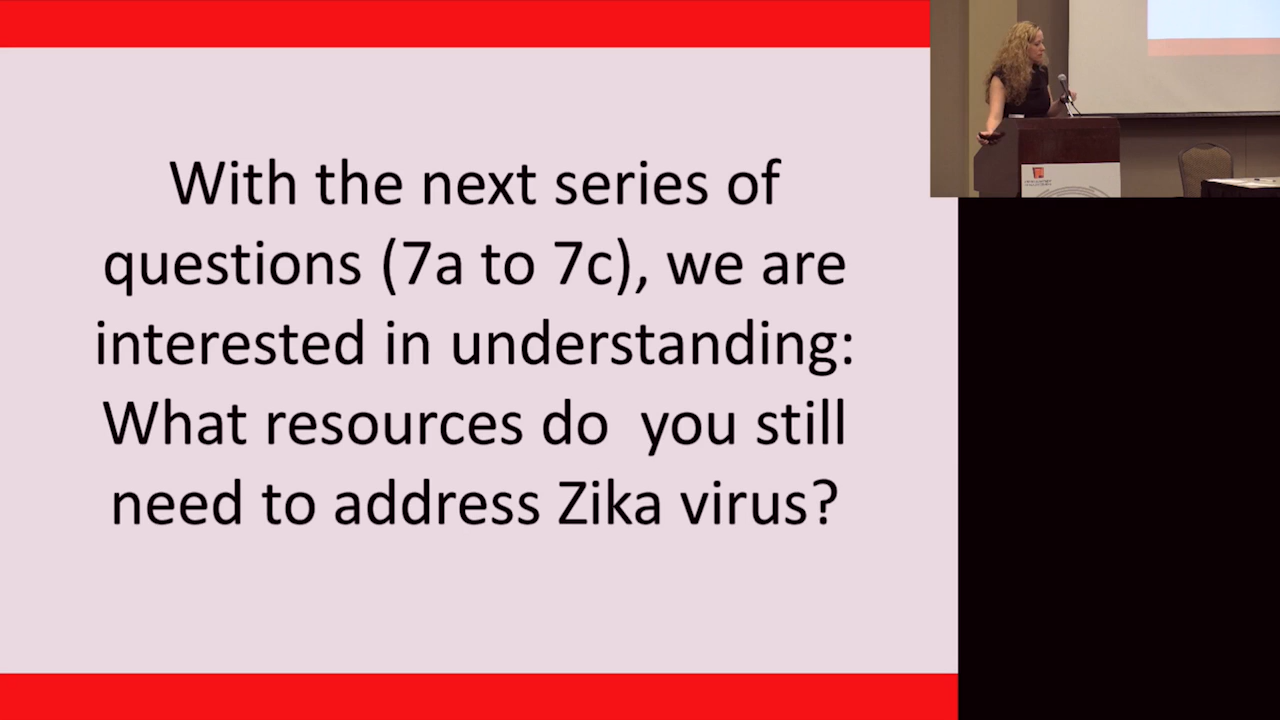 With the next series of
questions (7a to 7c), we are
interested in understanding:
What resources do  you still
need to address Zika virus?